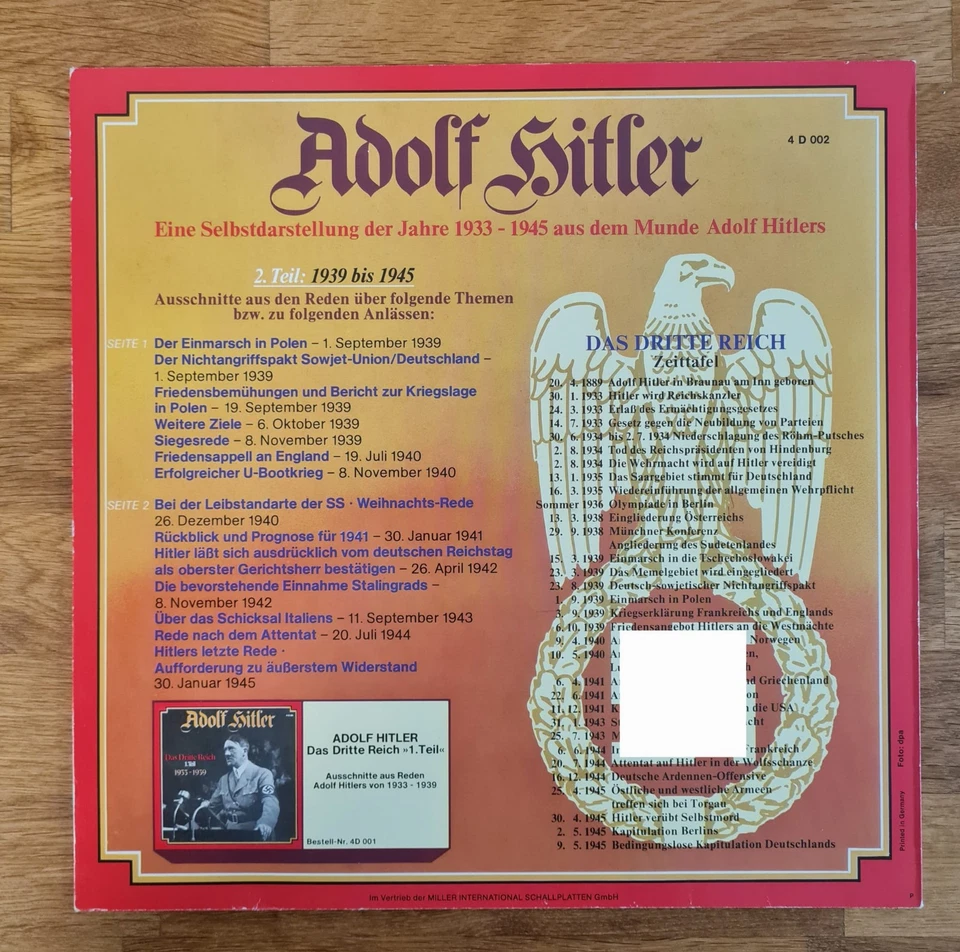 Adolf Hitler
4 D 002
Eine Selbstdarstellung der Jahre 1933 - 1945 aus dem Munde Adolf Hitlers
2. Teil: 1939 bis 1945
Ausschnitte aus den Reden über folgende Themen
bzw. zu folgenden Anlässen:
SEITE 1 Der Einmarsch in Polen – 1. September 1939
Der Nichtangriffspakt Sowjet-Union/Deutschland –
1. September 1939
Friedensbemühungen und Bericht zur Kriegslage
in Polen – 19. September 1939
Weitere Ziele – 6. Oktober 1939
Siegesrede – 8. November 1939
Friedensappell an England – 19. Juli 1940
Erfolgreicher U-Bootkrieg – 8. November 1940
SEITE 2 Bei der Leibstandarte der SS · Weihnachts-Rede
26. Dezember 1940
Rückblick und Prognose für 1941 – 30. Januar 1941
Hitler läßt sich ausdrücklich vom deutschen Reichstag
als oberster Gerichtsherr bestätigen – 26. April 1942
Die bevorstehende Einnahme Stalingrads –
8. November 1942
Über das Schicksal Italiens – 11. September 1943
Rede nach dem Attentat – 20. Juli 1944
Hitlers letzte Rede ·
Aufforderung zu äußerstem Widerstand
30. Januar 1945
DAS DRITTE REICH
Zeittafel
20. 4. 1889 Adolf Hitler in Braunau am Inn geboren
30. 1. 1933 Hitler wird Reichskanzler
24. 3. 1933 Erlaß des Ermächtigungsgesetzes
14. 7. 1933 Gesetz gegen die Neubildung von Parteien
30. 6. 1934 bis 2. 7. 1934 Niederschlagung des Röhm-Putsches
2. 8. 1934 Tod des Reichspräsidenten von Hindenburg
2. 8. 1934 Die Wehrmacht wird auf Hitler vereidigt
13. 1. 1935 Das Saargebiet stimmt für Deutschland
16. 3. 1935 Wiedereinführung der allgemeinen Wehrpflicht
Sommer 1936 Olympiade in Berlin
13. 3. 1938 Eingliederung Österreichs
29. 9. 1938 Münchner Konferenz
Angliederung des Sudetenlandes
15. 3. 1939 Einmarsch in die Tschechoslowakei
23. 3. 1939 Das Memelgebiet wird eingegliedert
23. 8. 1939 Deutsch-sowjetischer Nichtangriffspakt
1. 9. 1939 Einmarsch in Polen
3. 9. 1939 Kriegserklärung Frankreichs und Englands
6. 10. 1939 Friedensangebot Hitlers an die Westmächte
9. 4. 1940 Norwegen
10. 5. 1940
6. 4. 1941 Griechenland
22. 6. 1941
11. 12. 1941 die USA
31. 1. 1943
25. 7. 1943
6. 6. 1944 Frankreich
20. 7. 1944 Attentat auf Hitler in der Wolfsschanze
16. 12. 1944 Deutsche Ardennen-Offensive
25. 4. 1945 Östliche und westliche Armeen
treffen sich bei Torgau
30. 4. 1945 Hitler verübt Selbstmord
2. 5. 1945 Kapitulation Berlins
9. 5. 1945 Bedingungslose Kapitulation Deutschlands
Adolf Hitler
Das Dritte Reich
1. Teil
1933-1939
ADOLF HITLER
Das Dritte Reich »1.Teil«
Ausschnitte aus Reden
Adolf Hitlers von 1933 - 1939
Bestell-Nr. 4D 001
Foto: dpa
Printed in Germany
Im Vertrieb der MILLER INTERNATIONAL SCHALLPLATTEN GmbH
P